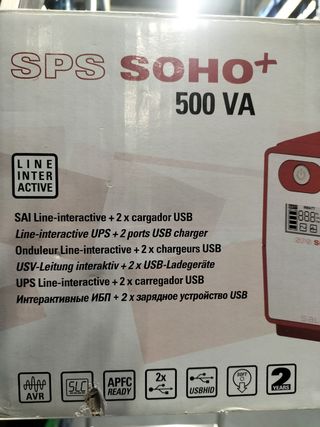 SPS SOHO+
500 VA
LINE
INTER
ACTIVE
SAI Line-interactive + 2 x cargador USB
Line-interactive UPS + 2 ports USB charger
Onduleur Line-interactive + 2 x chargeurs USB
USV-Leitung interaktiv + 2 x USB-Ladegeräte
UPS Line-interactive + 2 x carregador USB
Интерактивные ИБП + 2 x зарядное устройство USB
SPS S
AVR
SLC
APFC
READY
2x
USBHID
SOFT
2
YEARS